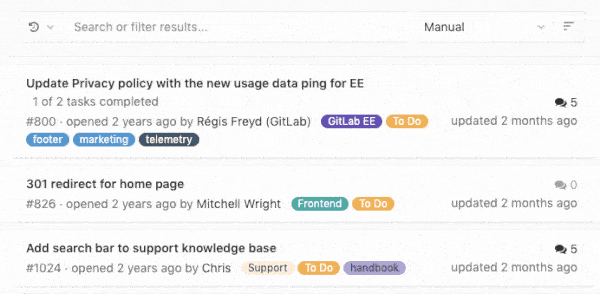 Search or filter results... Manual
Update Privacy policy with the new usage data ping for EE
1 of 2 tasks completed 5
#800 · opened 2 years ago by Régis Freyd (GitLab) GitLab EE To Do updated 2 months ago
footer marketing telemetry
301 redirect for home page 0
#826 · opened 2 years ago by Mitchell Wright Frontend To Do updated 2 months ago
Add search bar to support knowledge base 5
#1024 · opened 2 years ago by Chris Support To Do handbook updated 2 months ago